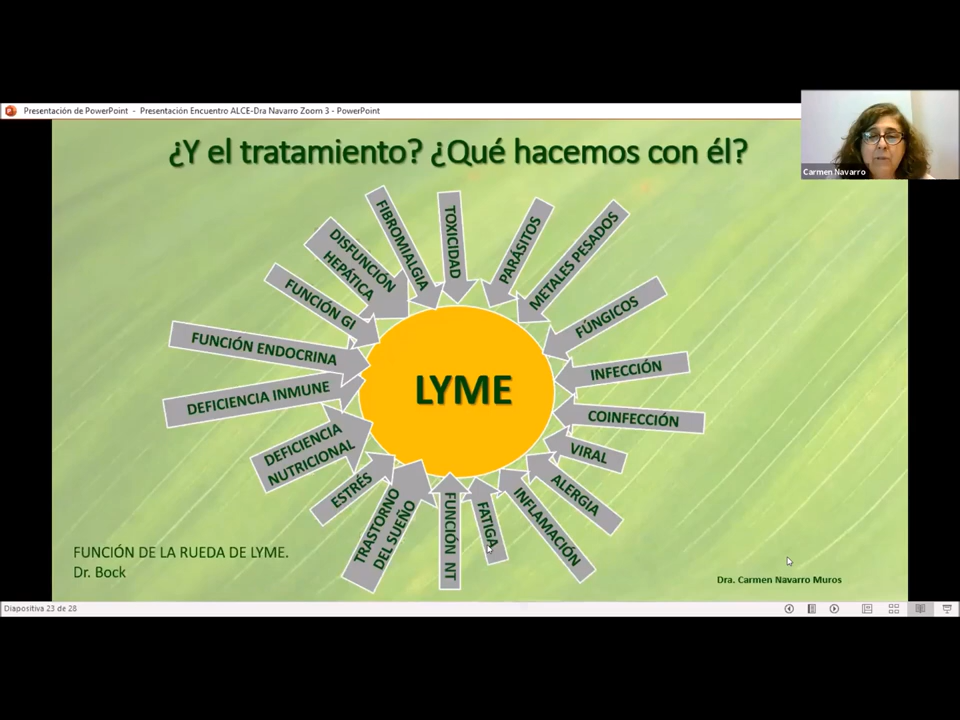 Presentación de PowerPoint - Presentación Encuentro ALCE-Dra Navarro Zoom 3 - PowerPoint
Carmen Navarro
¿Y el tratamiento? ¿Qué hacemos con él?
TOXICIDAD
PARÁSITOS
METALES PESADOS
FÚNGICOS
INFECCIÓN
COINFECCIÓN
VIRAL
ALERGIA
INFLAMACIÓN
FATIGA
FUNCIÓN NT
TRASTORNO
DEL SUEÑO
ESTRÉS
DEFICIENCIA
NUTRICIONAL
DEFICIENCIA INMUNE
FUNCIÓN ENDOCRINA
FUNCIÓN GI
DISFUNCIÓN
HEPÁTICA
FIBROMIALGIA
LYME
FUNCIÓN DE LA RUEDA DE LYME.
Dr. Bock
Dra. Carmen Navarro Muros
Diapositiva 23 de 28